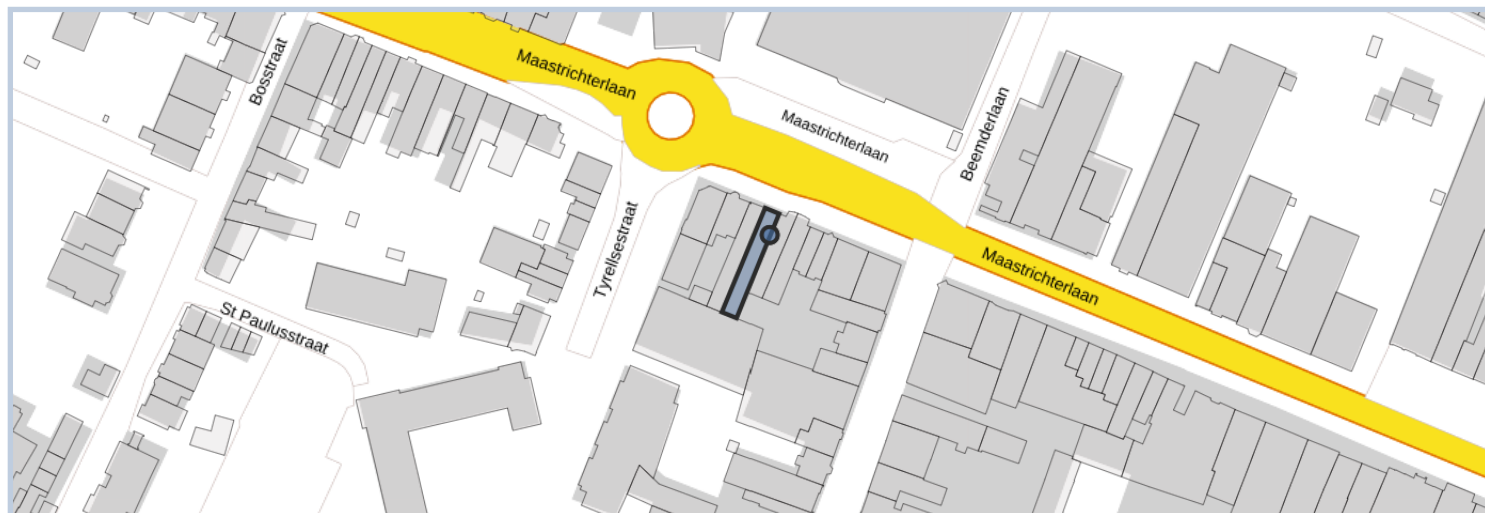 Bosstraat
Maastrichterlaan
Maastrichterlaan
Beemderlaan
Tyrellsestraat
Maastrichterlaan
St Paulusstraat